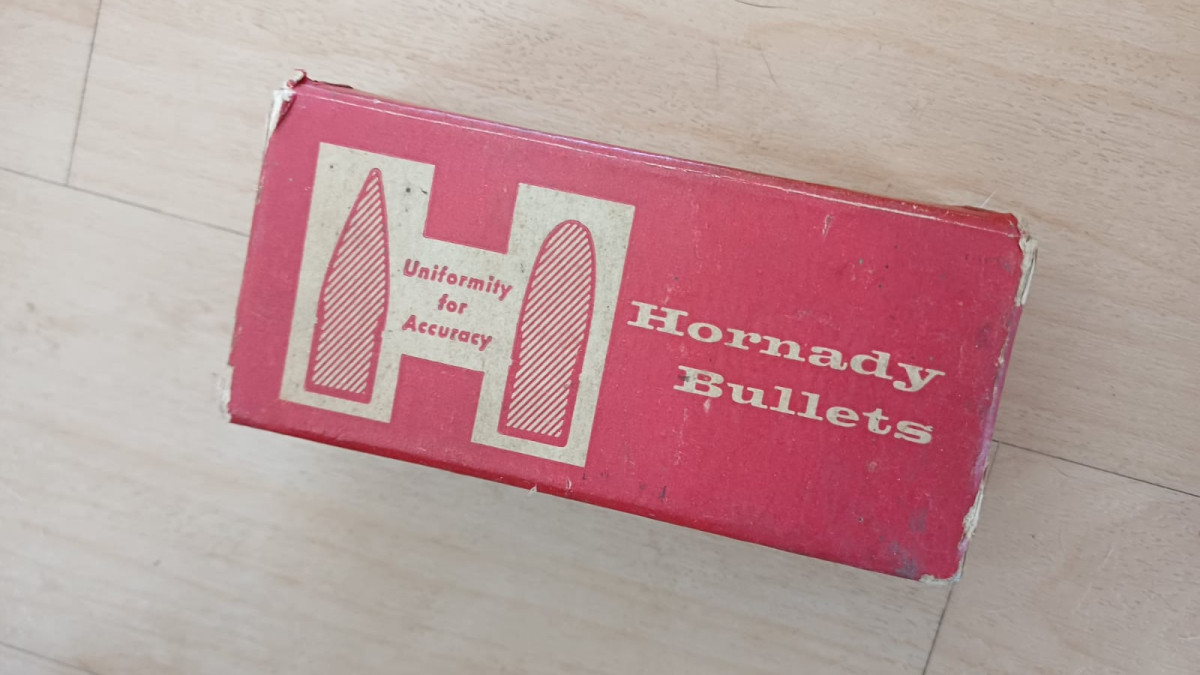 Uniformity
for
Accuracy
Hornady
Bullets